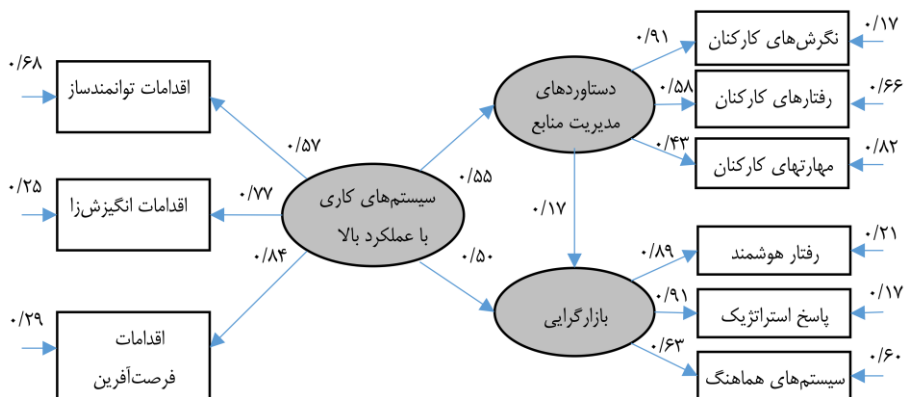 ۰/۱۷
نگرش‌های کارکنان
۰/۹۱
۰/۶۸
اقدامات توانمندساز
دستاوردهای
مدیریت منابع
۰/۵۸
رفتارهای کارکنان
۰/۶۶
۰/۴۳
مهارتهای کارکنان
۰/۸۲
۰/۵۷
۰/۵۵
۰/۲۵
اقدامات انگیزش‌زا
۰/۷۷
سیستم‌های کاری
با عملکرد بالا
۰/۱۷
۰/۸۴
۰/۵۰
۰/۸۹
رفتار هوشمند
۰/۲۱
بازارگرایی
۰/۹۱
پاسخ استراتژیک
۰/۱۷
۰/۲۹
اقدامات
فرصت‌آفرین
۰/۶۳
سیستم‌های هماهنگ
۰/۶۰